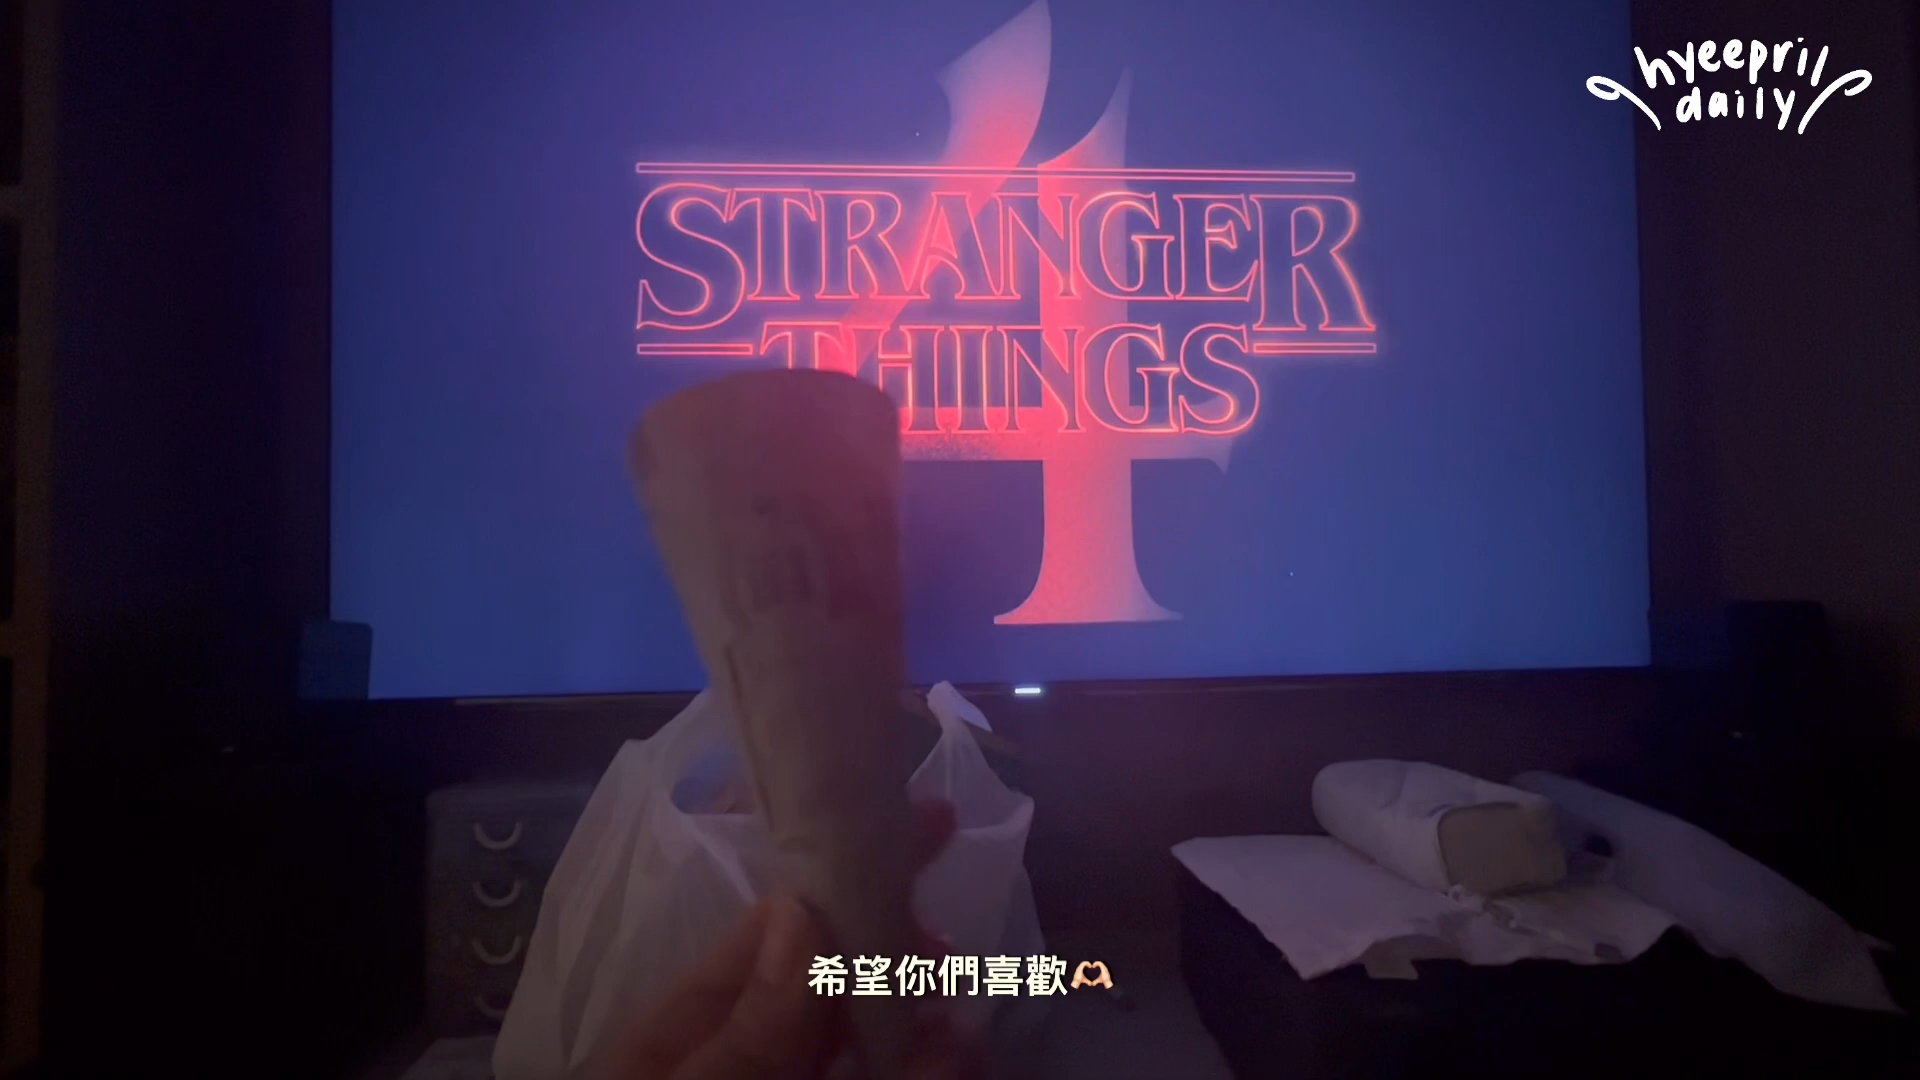 hyeepril
daily
STRANGER
THINGS
4
希望你們喜歡🫶🏻